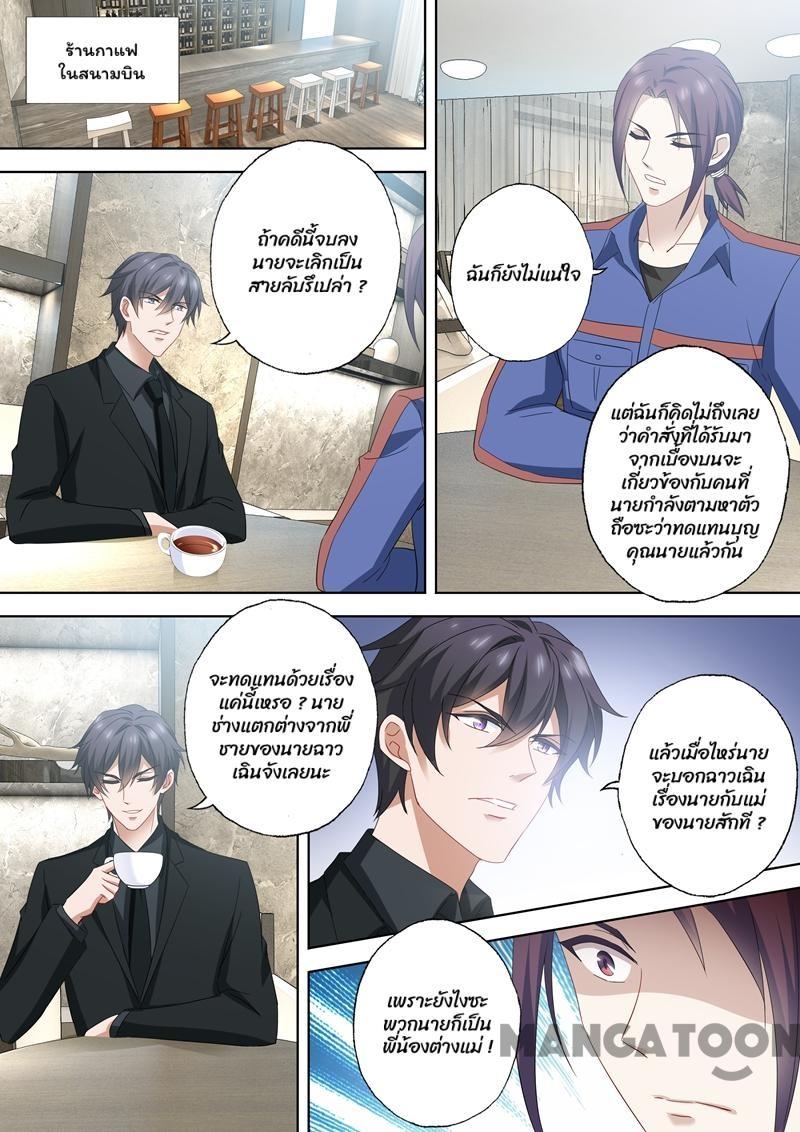 ร้านกาแฟ
ในสนามบิน
ถ้าคดีนี้จบลง
นายจะเลิกเป็น
สายลับรึเปล่า ?
ฉันก็ยังไม่แน่ใจ
แต่ฉันก็คิดไม่ถึงเลย
ว่าคำสั่งที่ได้รับมา
จากเบื้องบนจะ
เกี่ยวข้องกับคนที่
นายกำลังตามหาตัว
ถือซะว่าทดแทนบุญ
คุณนายแล้วกัน
จะทดแทนด้วยเรื่อง
แค่นี้เหรอ ? นาย
ช่างแตกต่างจากพี่
ชายของนายฉาว
เฉินจังเลยนะ
แล้วเมื่อไหร่นาย
จะบอกฉาวเฉิน
เรื่องนายกับแม่
ของนายสักที ?
เพราะยังไงซะ
พวกนายก็เป็น
พี่น้องต่างแม่ !
MANGATOON